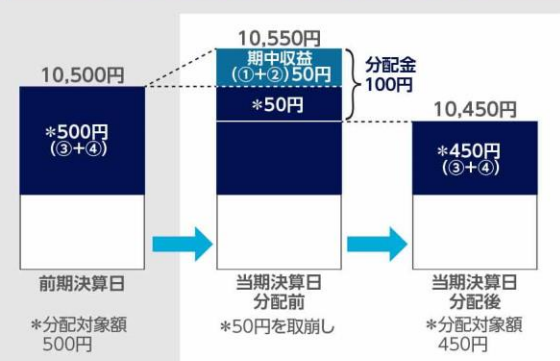 10,500円
*500円
(③+④)
前期決算日
*分配対象額
500円
10,550円
期中収益
(①+②)50円
*50円
分配金
100円
当期決算日
分配前
*50円を取崩し
10,450円
*450円
(③+④)
当期決算日
分配後
*分配対象額
450円